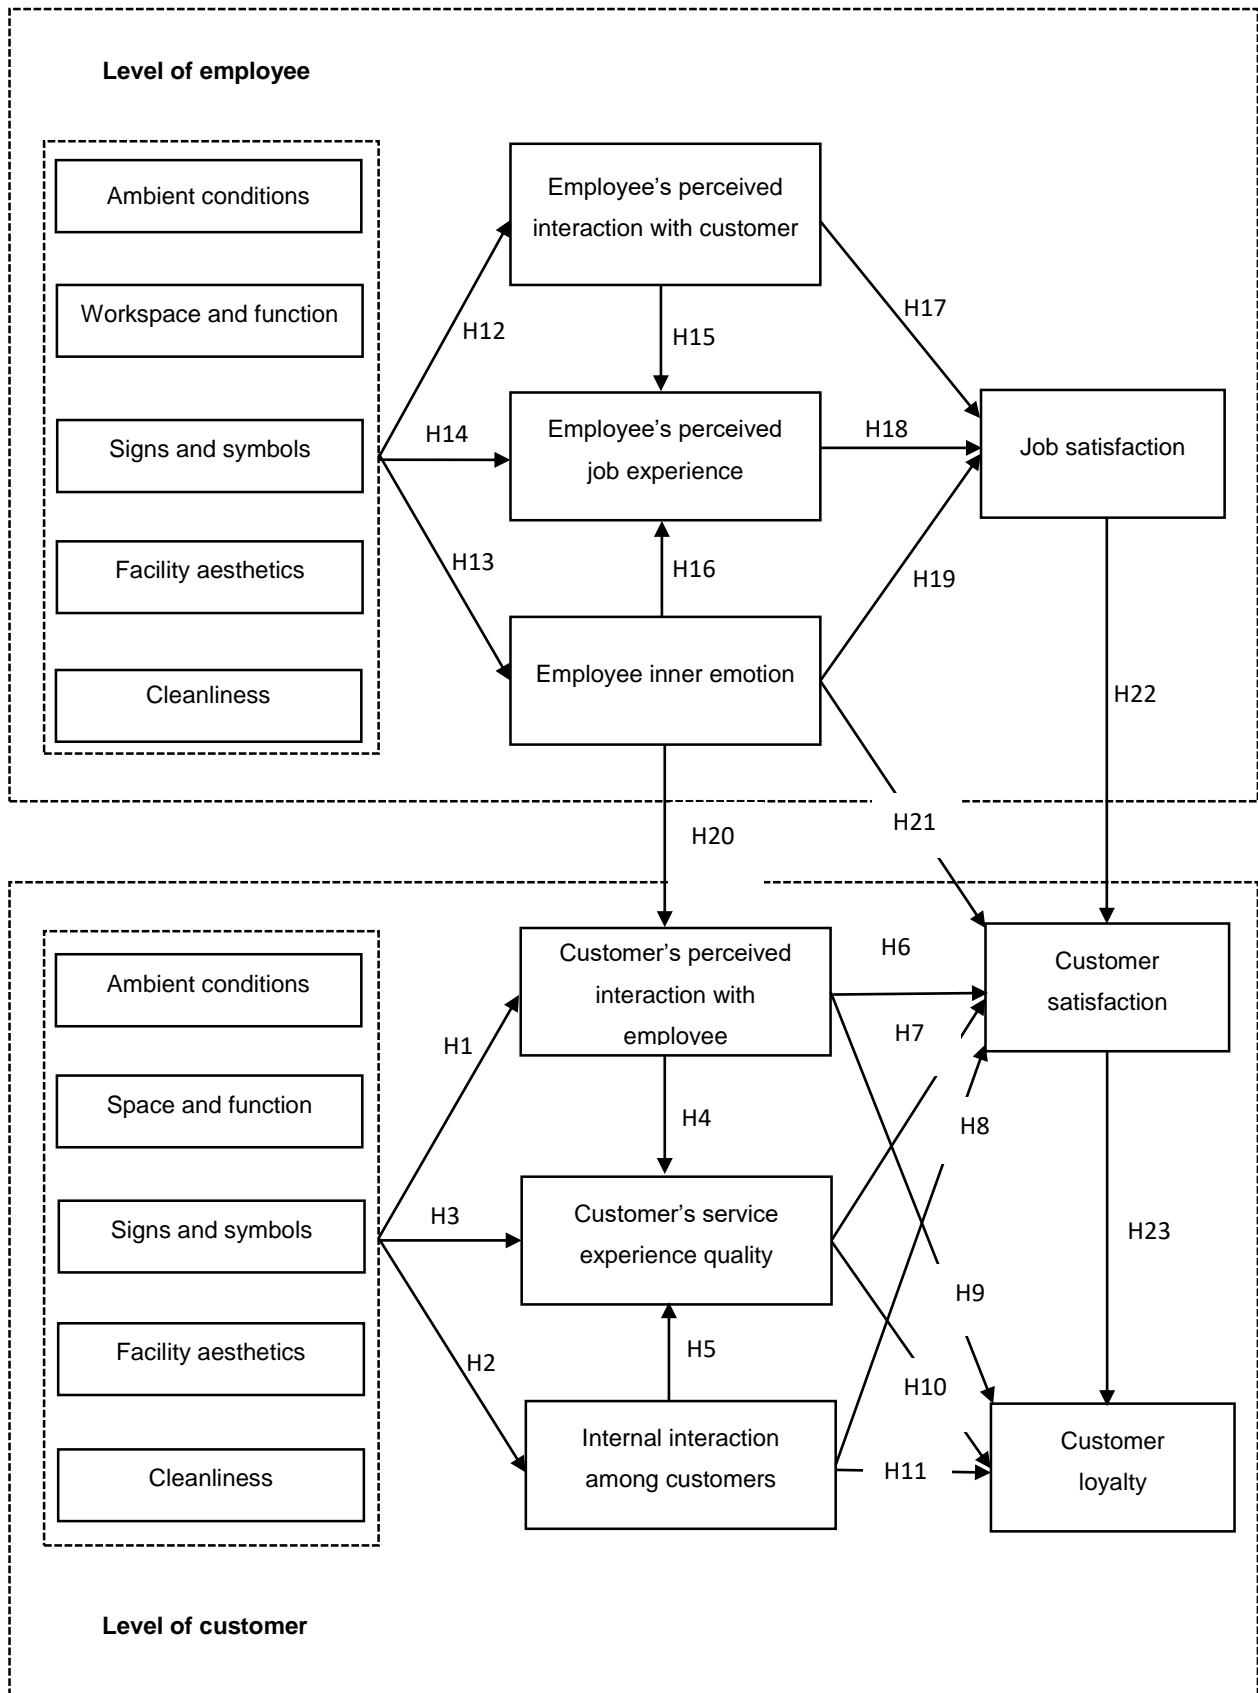 Level of employee
Ambient conditions
Workspace and function
Signs and symbols
Facility aesthetics
Cleanliness
H12
H14
H13
Employee’s perceived
interaction with customer
H15
Employee’s perceived
job experience
H16
Employee inner emotion
H17
H18
H19
Job satisfaction
H20
H21
H22
Ambient conditions
Space and function
Signs and symbols
Facility aesthetics
Cleanliness
H1
H3
H2
Customer’s perceived
interaction with
employee
H4
Customer’s service
experience quality
H5
Internal interaction
among customers
H6
H7
H8
H9
H10
H11
Customer
satisfaction
H23
Customer
loyalty
Level of customer